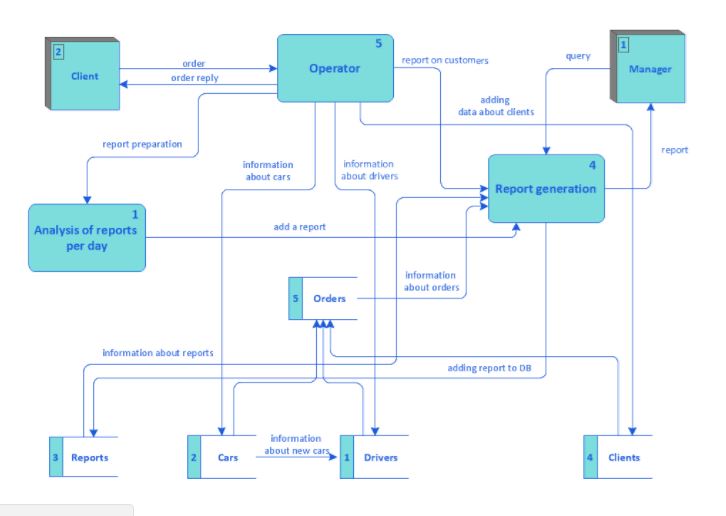 2
Client
order
order reply
5
Operator
report on customers
query
1
Manager
adding
data about clients
report preparation
information
about cars
information
about drivers
report
4
Report generation
1
Analysis of reports
per day
add a report
information
about orders
5
Orders
information about reports
adding report to DB
3
Reports
2
Cars
information
about new cars
1
Drivers
4
Clients